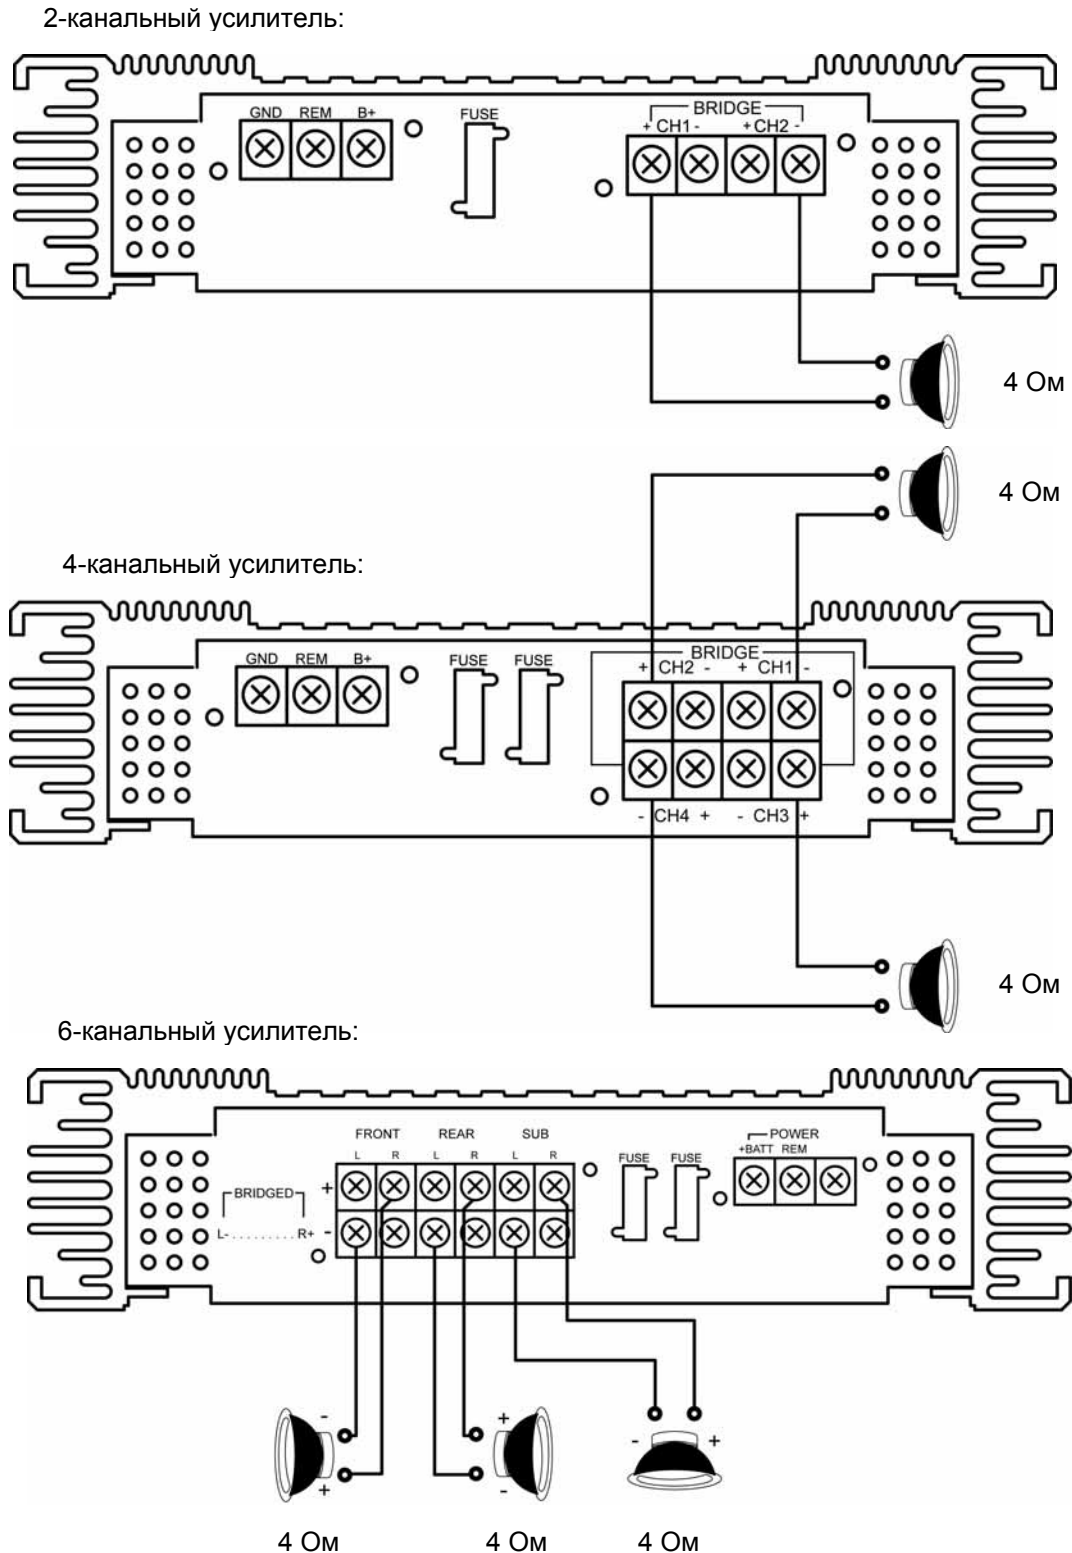 2-канальный усилитель:
GND REM B+ FUSE BRIDGE
+ CH1 - + CH2 -
4 Ом
4 Ом
4-канальный усилитель:
GND REM B+ FUSE FUSE BRIDGE
+ CH2 - + CH1 -
- CH4 + - CH3 +
4 Ом
6-канальный усилитель:
FRONT REAR SUB POWER
L R L R L R FUSE FUSE +BATT REM
BRIDGED +
L- . . . . . . . . . R+ -
- + - +
+ -
4 Ом 4 Ом 4 Ом